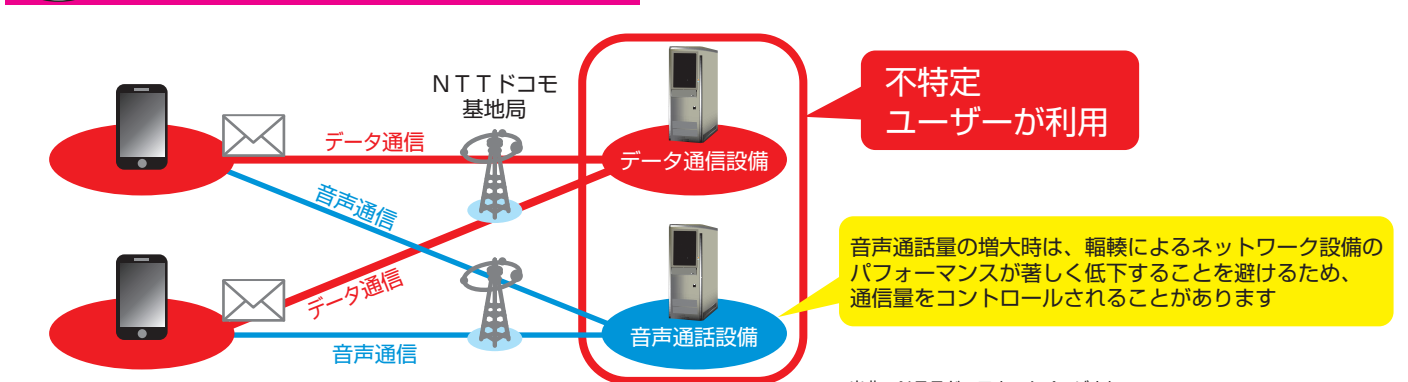 ＮＴＴドコモ
基地局
データ通信
音声通信
データ通信
音声通信
データ通信設備
音声通話設備
不特定
ユーザーが利用
音声通話量の増大時は、輻輳によるネットワーク設備の
パフォーマンスが著しく低下することを避けるため、
通信量をコントロールされることがあります